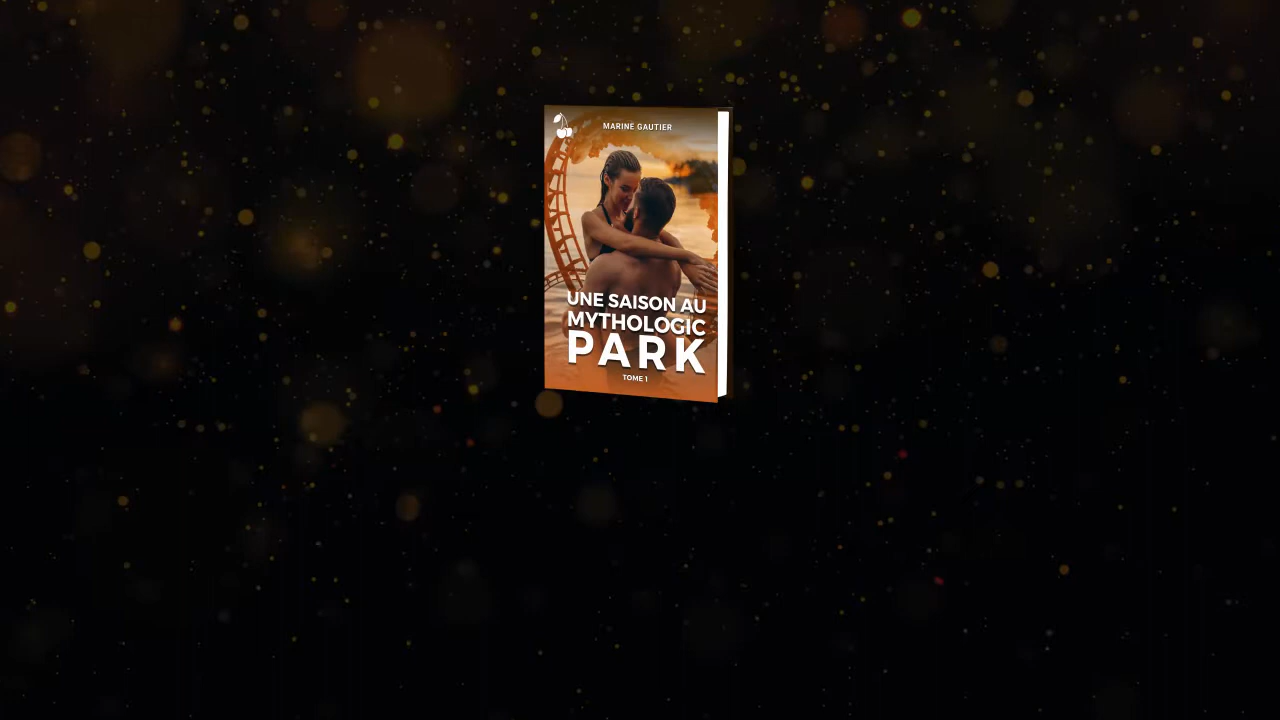 MARINE GAUTIER
UNE SAISON AU
MYTHOLOGIC
PARK
TOME 1